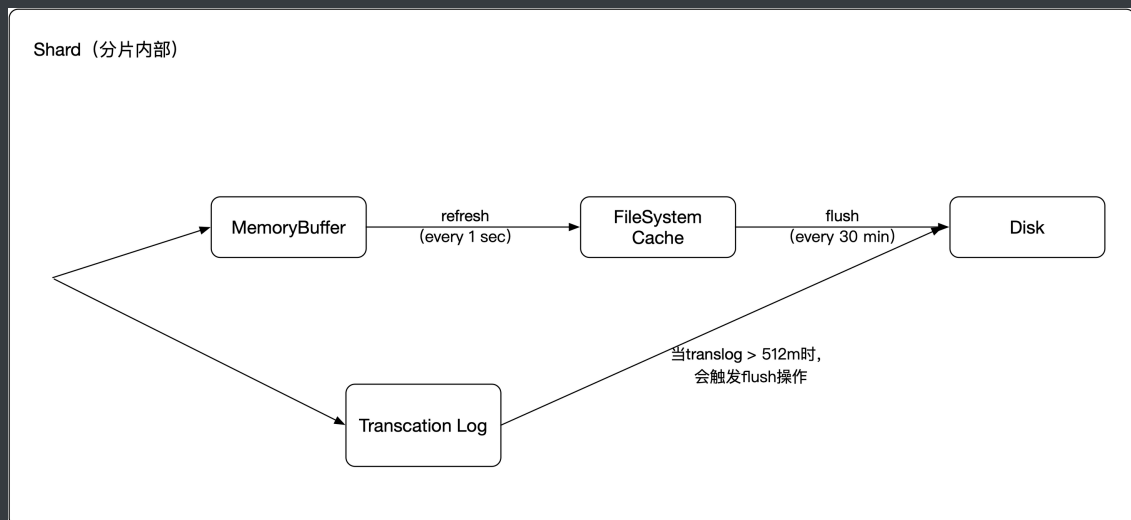 Shard（分片内部）
MemoryBuffer
refresh
（every 1 sec）
FileSystem
Cache
flush
（every 30 min）
Disk
当translog > 512m时，
会触发flush操作
Transcation Log